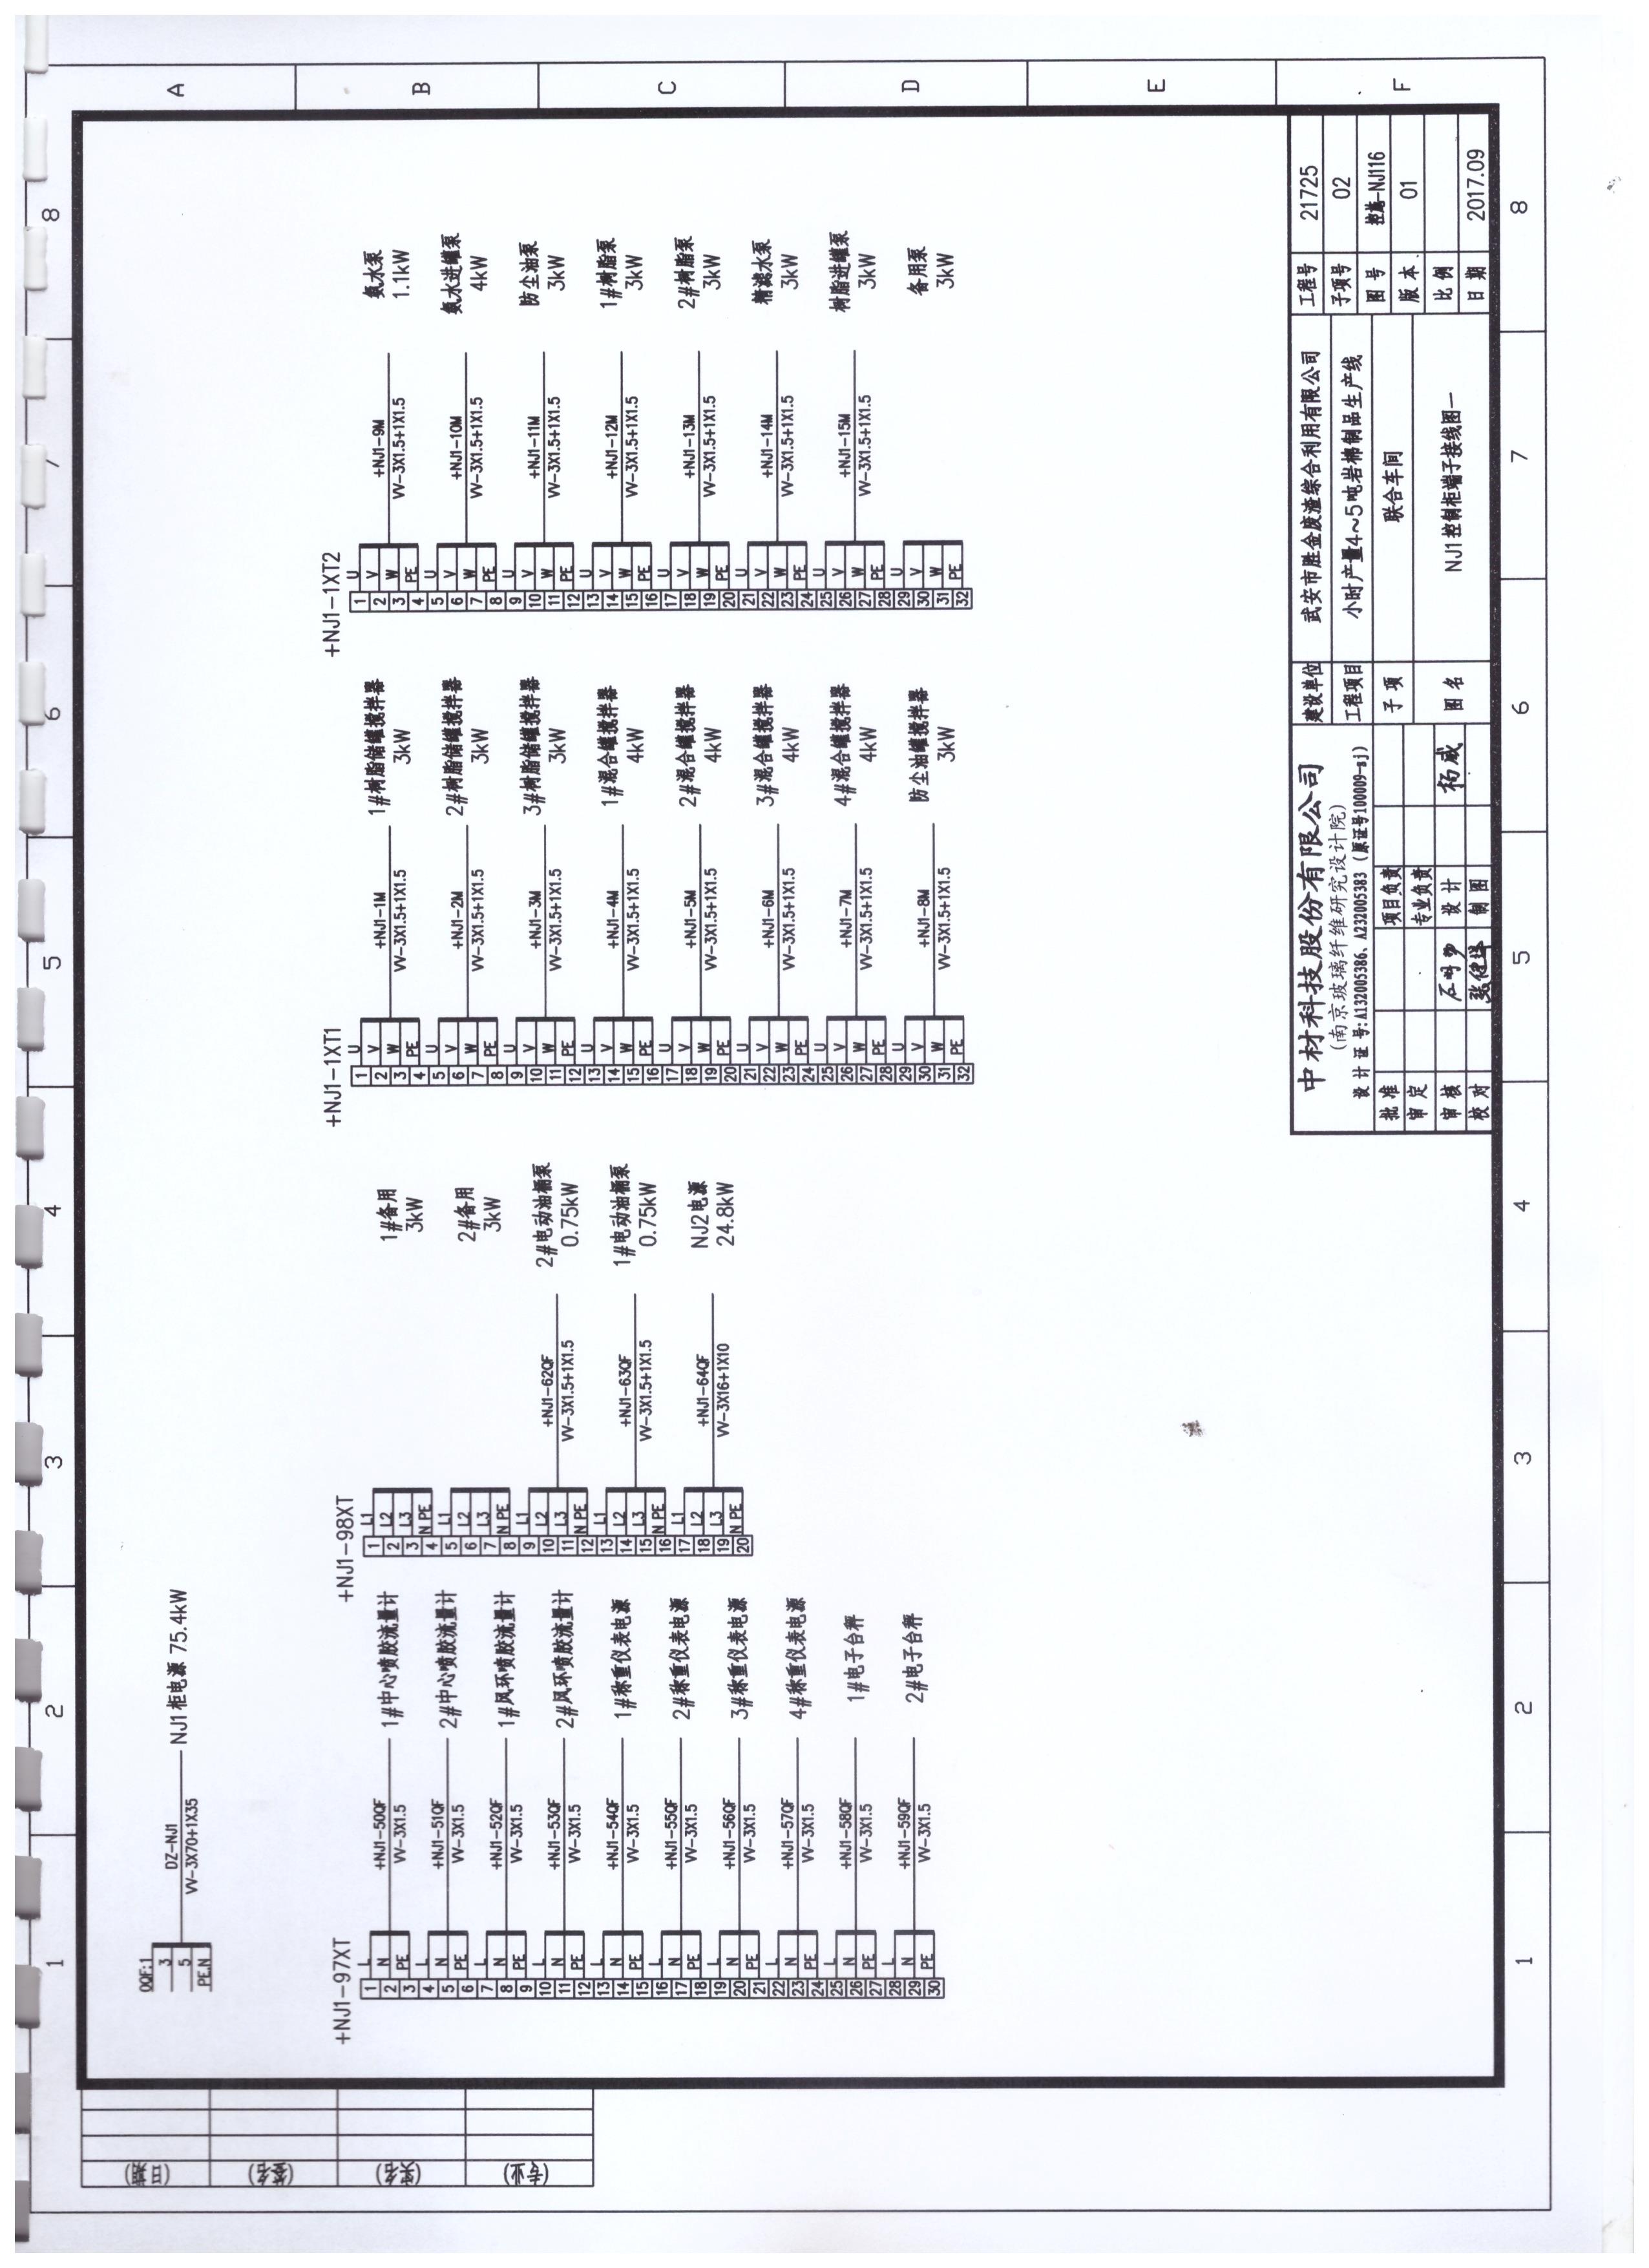 1
2
3
4
5
6
7
8
A
B
C
D
E
F
0QF:1
3
5
PE.N
DZ-NJ1
VV-3X70+1X35
NJ1柜电源 75.4kW
+NJ1-97XT
1 L
2 N
3 PE
+NJ1-50QF
VV-3X1.5
1#中心喷胶流量计
4 L
5 N
6 PE
+NJ1-51QF
VV-3X1.5
2#中心喷胶流量计
7 L
8 N
9 PE
+NJ1-52QF
VV-3X1.5
1#风环喷胶流量计
10 L
11 N
12 PE
+NJ1-53QF
VV-3X1.5
2#风环喷胶流量计
13 L
14 N
15 PE
+NJ1-54QF
VV-3X1.5
1#称重仪表电源
16 L
17 N
18 PE
+NJ1-55QF
VV-3X1.5
2#称重仪表电源
19 L
20 N
21 PE
+NJ1-56QF
VV-3X1.5
3#称重仪表电源
22 L
23 N
24 PE
+NJ1-57QF
VV-3X1.5
4#称重仪表电源
25 L
26 N
27 PE
+NJ1-58QF
VV-3X1.5
1#电子台秤
28 L
29 N
30 PE
+NJ1-59QF
VV-3X1.5
2#电子台秤
+NJ1-98XT
1 L1
2 L2
3 L3
4 N PE
1#备用
3kW
5 L1
6 L2
7 L3
8 N PE
2#备用
3kW
9 L1
10 L2
11 L3
12 N PE
+NJ1-62QF
VV-3X1.5+1X1.5
2#电动油桶泵
0.75kW
13 L1
14 L2
15 L3
16 N PE
+NJ1-63QF
VV-3X1.5+1X1.5
1#电动油桶泵
0.75kW
17 L1
18 L2
19 L3
20 N PE
+NJ1-64QF
VV-3X16+1X10
NJ2电源
24.8kW
+NJ1-1XT1
1 U
2 V
3 W
4 PE
+NJ1-1M
VV-3X1.5+1X1.5
1#树脂储罐搅拌器
3kW
5 U
6 V
7 W
8 PE
+NJ1-2M
VV-3X1.5+1X1.5
2#树脂储罐搅拌器
3kW
9 U
10 V
11 W
12 PE
+NJ1-3M
VV-3X1.5+1X1.5
3#树脂储罐搅拌器
3kW
13 U
14 V
15 W
16 PE
+NJ1-4M
VV-3X1.5+1X1.5
1#混合罐搅拌器
4kW
17 U
18 V
19 W
20 PE
+NJ1-5M
VV-3X1.5+1X1.5
2#混合罐搅拌器
4kW
21 U
22 V
23 W
24 PE
+NJ1-6M
VV-3X1.5+1X1.5
3#混合罐搅拌器
4kW
25 U
26 V
27 W
28 PE
+NJ1-7M
VV-3X1.5+1X1.5
4#混合罐搅拌器
4kW
29 U
30 V
31 W
32 PE
+NJ1-8M
VV-3X1.5+1X1.5
防尘油罐搅拌器
3kW
+NJ1-1XT2
1 U
2 V
3 W
4 PE
+NJ1-9M
VV-3X1.5+1X1.5
氨水泵
1.1kW
5 U
6 V
7 W
8 PE
+NJ1-10M
VV-3X1.5+1X1.5
氨水进罐泵
4kW
9 U
10 V
11 W
12 PE
+NJ1-11M
VV-3X1.5+1X1.5
防尘油泵
3kW
13 U
14 V
15 W
16 PE
+NJ1-12M
VV-3X1.5+1X1.5
1#树脂泵
3kW
17 U
18 V
19 W
20 PE
+NJ1-13M
VV-3X1.5+1X1.5
2#树脂泵
3kW
21 U
22 V
23 W
24 PE
+NJ1-14M
VV-3X1.5+1X1.5
精滤水泵
3kW
25 U
26 V
27 W
28 PE
+NJ1-15M
VV-3X1.5+1X1.5
树脂进罐泵
3kW
29 U
30 V
31 W
32 PE
备用泵
3kW
中材科技股份有限公司
(南京玻璃纤维研究设计院)
设计证号:A132005386、A232005383 (原证号100009-sj)
批准 项目负责
审定 专业负责
审核 设计 杨威
校对 张健 制图
建设单位 武安市胜金废渣综合利用有限公司
工程项目 小时产量4~5吨岩棉制品生产线
子项 联合车间
图名 NJ1控制柜端子接线图一
工程号 21725
子项号 02
图号 控施-NJ116
版本 01
比例
日期 2017.09
(专业)
(实名)
(签名)
(日期)
1
2
3
4
5
6
7
8